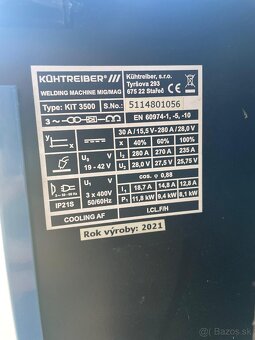 KÜHTREIBER
WELDING MACHINE MIG/MAG
Kühtreiber, s.r.o.
Tyršova 293
675 22 Stařeč
Type: KIT 3500
S.No.: 5114801056
3~
EN 60974-1, -5, -10
30 A / 15,5 V - 280 A / 28,0 V
X 40% 60% 100%
U₀ 19 - 42 V
I₂ 280 A 270 A 235 A
U₂ 28,0 V 27,5 V 25,75 V
U₁ 3 x 400V 50/60Hz
cos. φ 0,88
I₁ 18,7 A 14,8 A 12,8 A
P₁ 11,8 kW 9,4 kW 8,1 kW
IP21S
COOLING AF
I.CL.F/H
Rok výroby: 2021
bazos.sk